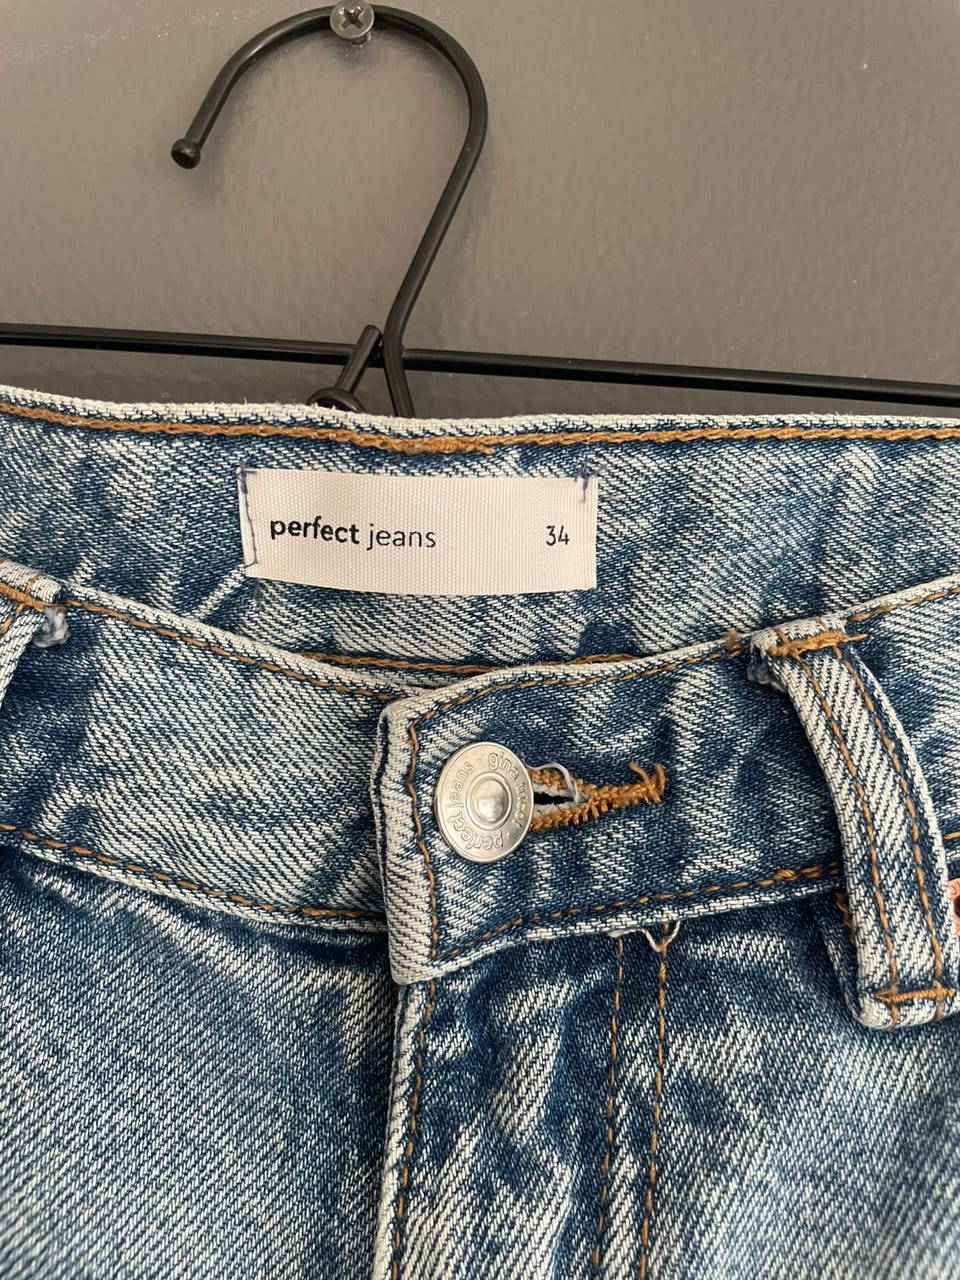 perfect jeans 34
perfect jeans · gina tricot ·